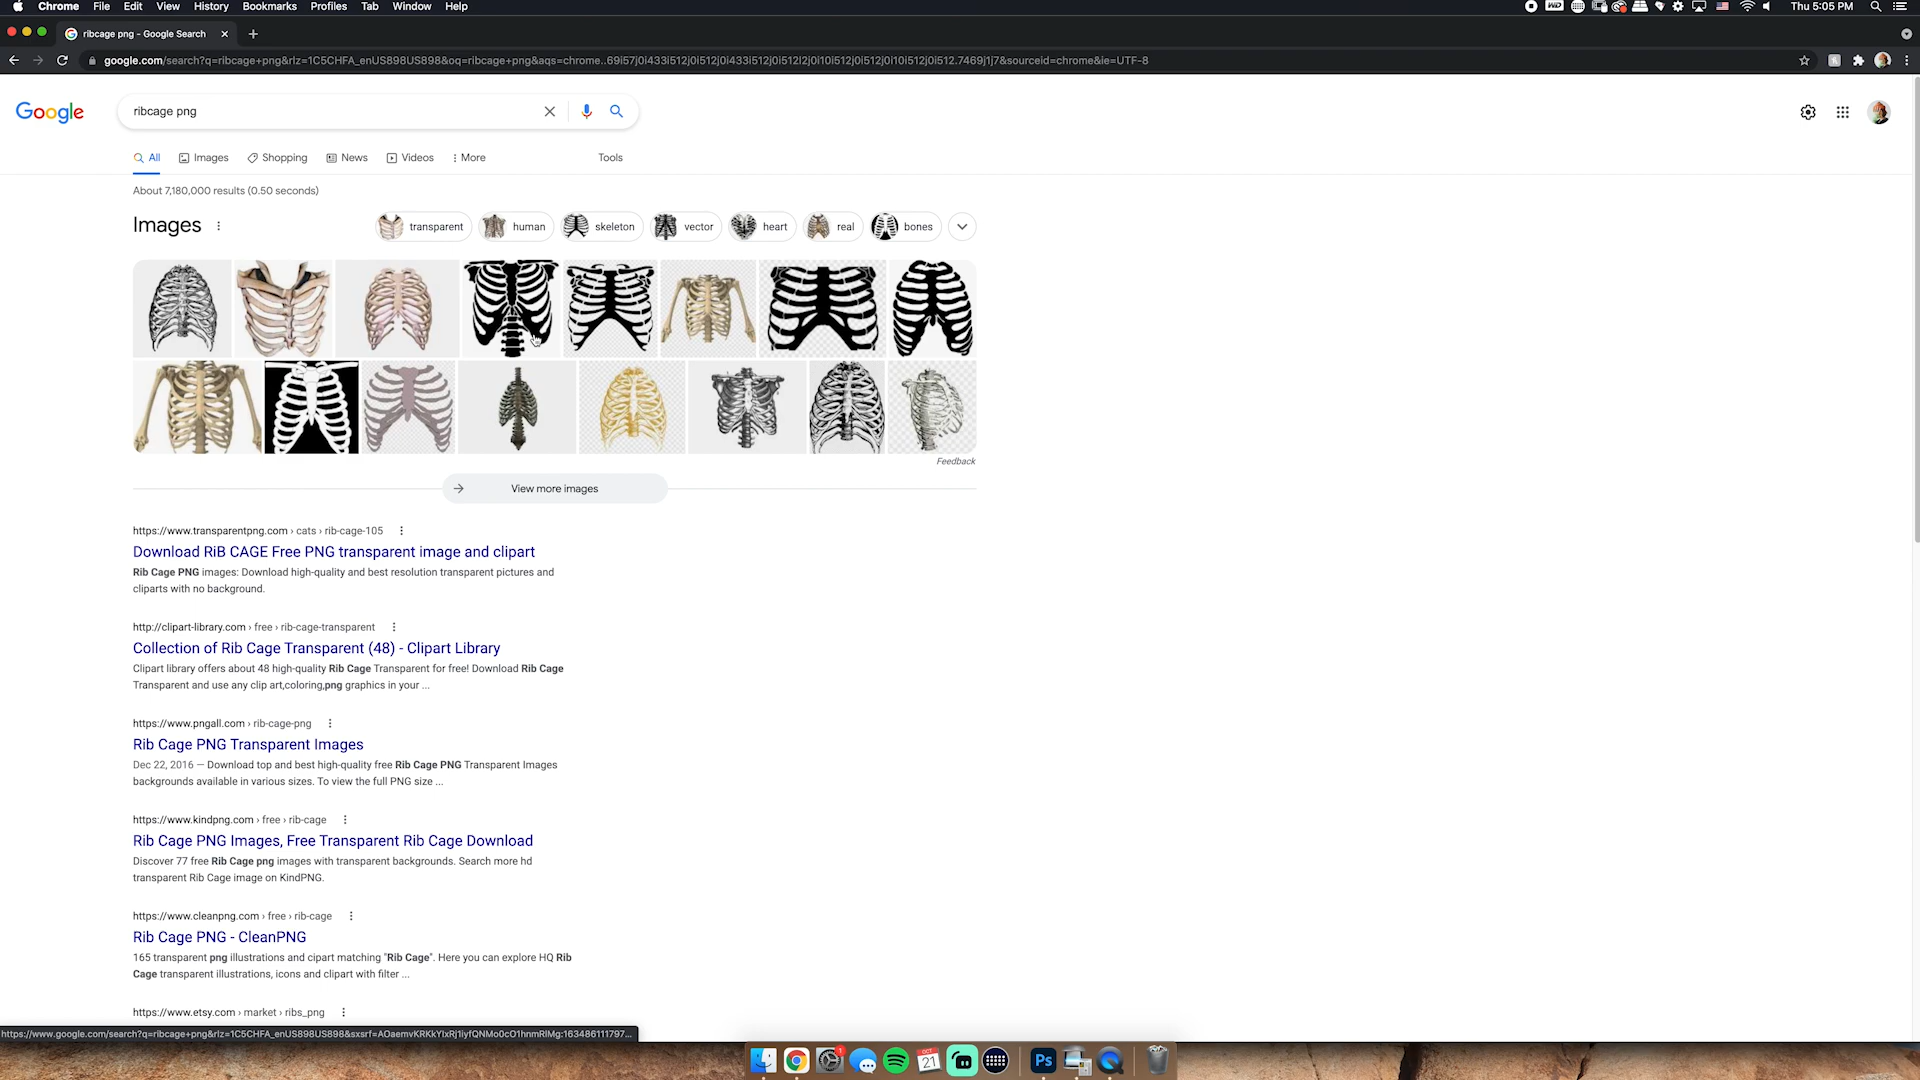 Chrome File Edit View History Bookmarks Profiles Tab Window Help
Thu 5:05 PM
ribcage png - Google Search
google.com/search?q=ribcage+png&rlz=1C5CHFA_enUS898US898&oq=ribcage+png&aqs=chrome..69i57j0i433i512j0i512j0i433i512j0i512l2j0i10i512j0i512j0i10i512j0i512.7469j1j7&sourceid=chrome&ie=UTF-8
Google
ribcage png
All Images Shopping News Videos More Tools
About 7,180,000 results (0.50 seconds)
Images
transparent human skeleton vector heart real bones
Feedback
View more images
https://www.transparentpng.com › cats › rib-cage-105
Download RiB CAGE Free PNG transparent image and clipart
Rib Cage PNG images: Download high-quality and best resolution transparent pictures and
cliparts with no background.
http://clipart-library.com › free › rib-cage-transparent
Collection of Rib Cage Transparent (48) - Clipart Library
Clipart library offers about 48 high-quality Rib Cage Transparent for free! Download Rib Cage
Transparent and use any clip art,coloring,png graphics in your ...
https://www.pngall.com › rib-cage-png
Rib Cage PNG Transparent Images
Dec 22, 2016 — Download top and best high-quality free Rib Cage PNG Transparent Images
backgrounds available in various sizes. To view the full PNG size ...
https://www.kindpng.com › free › rib-cage
Rib Cage PNG Images, Free Transparent Rib Cage Download
Discover 77 free Rib Cage png images with transparent backgrounds. Search more hd
transparent Rib Cage image on KindPNG.
https://www.cleanpng.com › free › rib-cage
Rib Cage PNG - CleanPNG
165 transparent png illustrations and cipart matching "Rib Cage". Here you can explore HQ Rib
Cage transparent illustrations, icons and clipart with filter ...
https://www.etsy.com › market › ribs_png
OCT
21
Ps